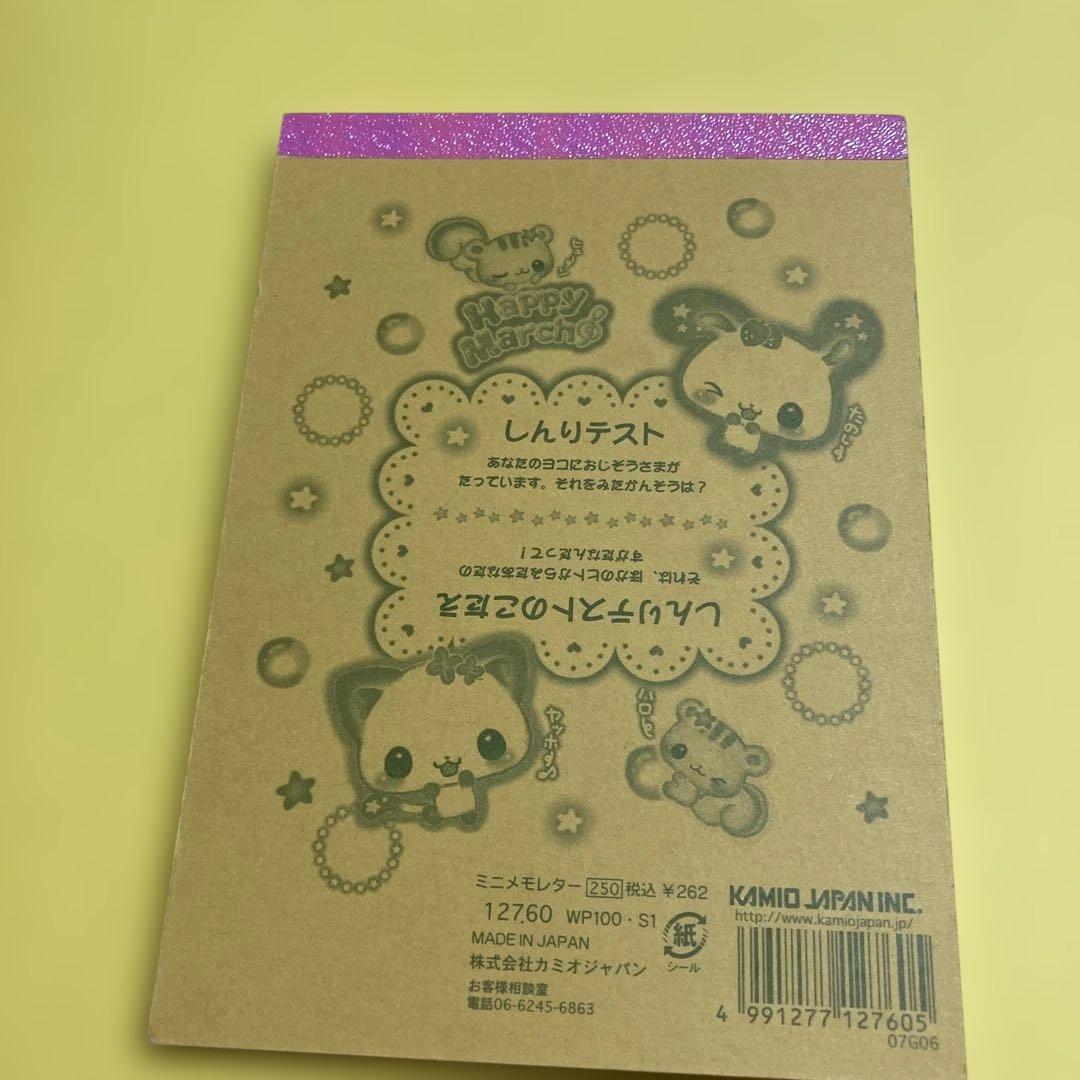 Happy
March♪
たのし♪
しんりテスト
あなたのヨコにおじぞうさまが
たっています。それをみたかんそうは？
しんりテストのこたえ
それは、ほかのヒトからみたあなたの
すがたなんだって！
ハロ〜
ヤッホー♪
ミニメモレター 250 税込 ¥262
127.60 WP100・S1
MADE IN JAPAN
株式会社カミオジャパン
お客様相談室
電話06-6245-6863
紙
シール
KAMIO JAPAN INC.
http://www.kamiojapan.jp/
4 991277 127605
07G06